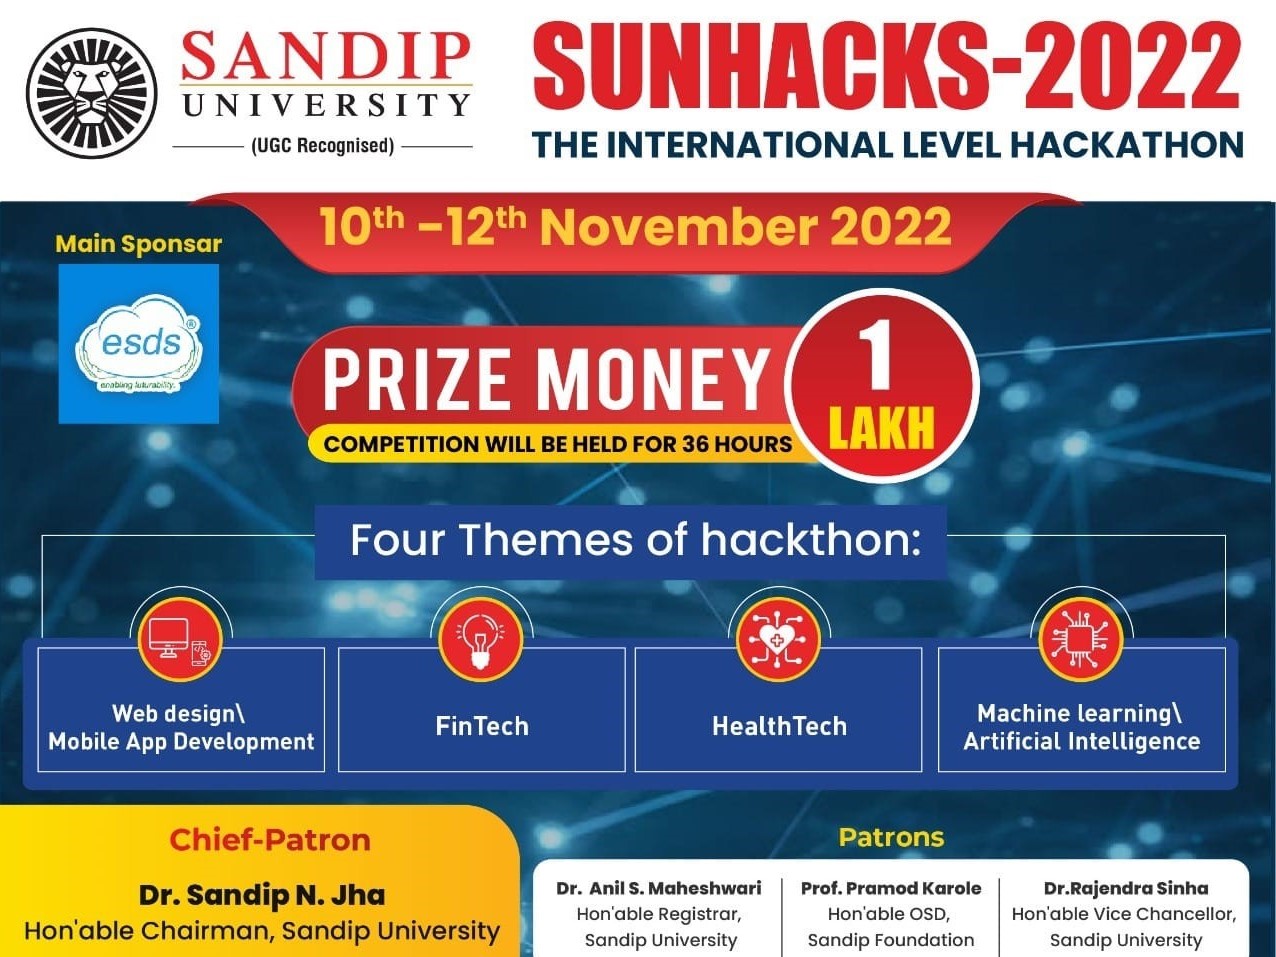 SANDIP
UNIVERSITY
(UGC Recognised)
SUNHACKS-2022
THE INTERNATIONAL LEVEL HACKATHON
10th -12th November 2022
Main Sponsar
esds®
enabling futurability.
PRIZE MONEY
1
LAKH
COMPETITION WILL BE HELD FOR 36 HOURS
Four Themes of hackthon:
Web design\
Mobile App Development
FinTech
HealthTech
Machine learning\
Artificial Intelligence
Chief-Patron
Dr. Sandip N. Jha
Hon'able Chairman, Sandip University
Patrons
Dr. Anil S. Maheshwari
Hon'able Registrar,
Sandip University
Prof. Pramod Karole
Hon'able OSD,
Sandip Foundation
Dr.Rajendra Sinha
Hon'able Vice Chancellor,
Sandip University